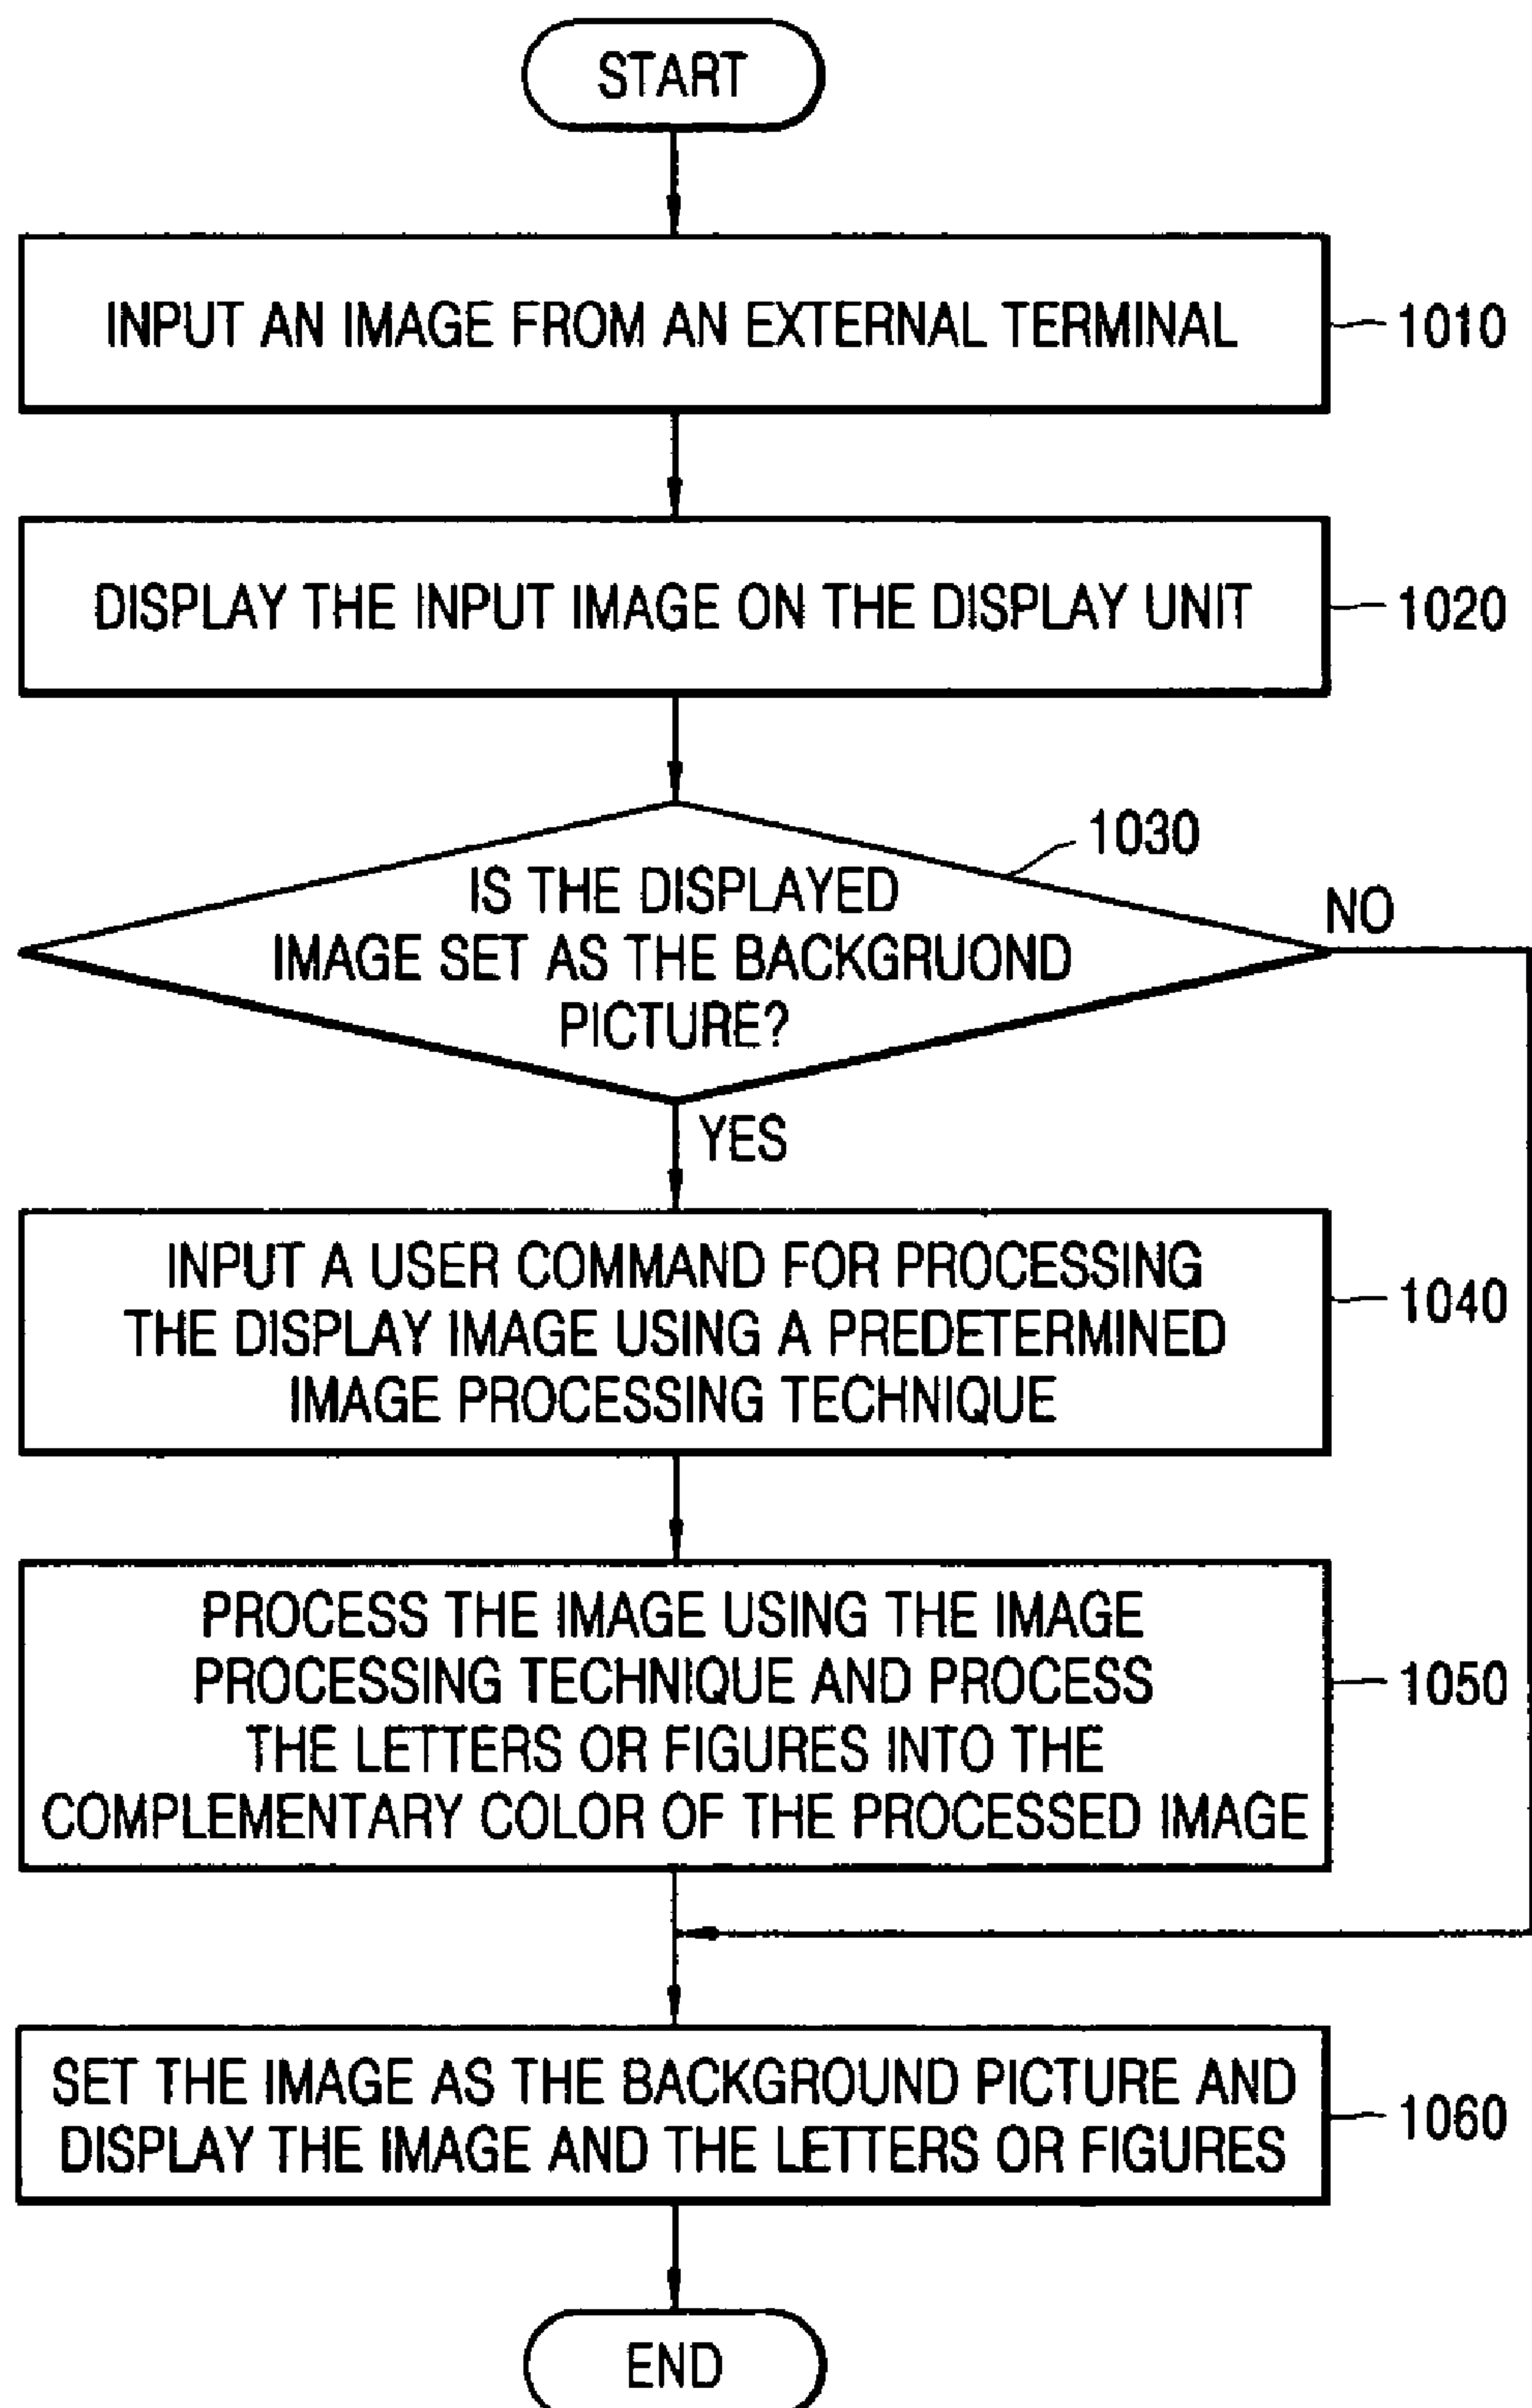 START
INPUT AN IMAGE FROM AN EXTERNAL TERMINAL
1010
DISPLAY THE INPUT IMAGE ON THE DISPLAY UNIT
1020
1030
IS THE DISPLAYED
IMAGE SET AS THE BACKGRUOND
PICTURE?
NO
YES
INPUT A USER COMMAND FOR PROCESSING
THE DISPLAY IMAGE USING A PREDETERMINED
IMAGE PROCESSING TECHNIQUE
1040
PROCESS THE IMAGE USING THE IMAGE
PROCESSING TECHNIQUE AND PROCESS
THE LETTERS OR FIGURES INTO THE
COMPLEMENTARY COLOR OF THE PROCESSED IMAGE
1050
SET THE IMAGE AS THE BACKGROUND PICTURE AND
DISPLAY THE IMAGE AND THE LETTERS OR FIGURES
1060
END